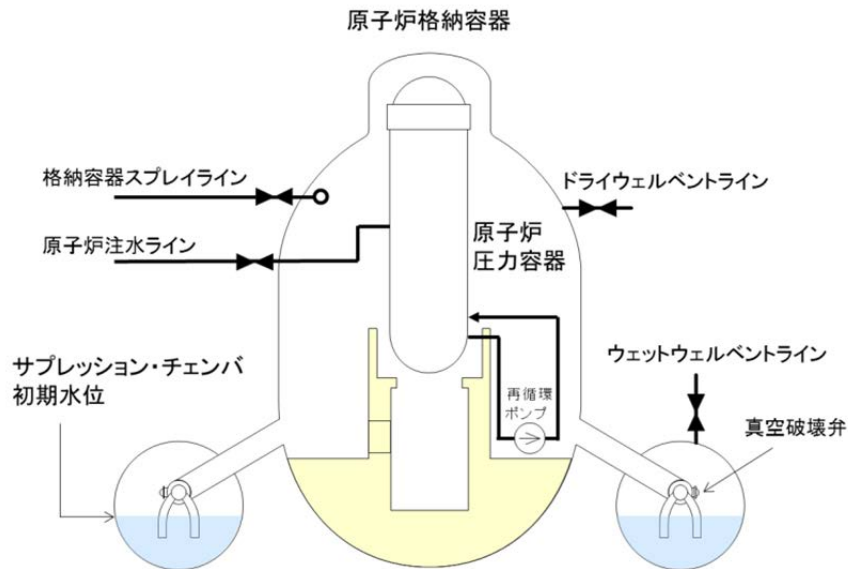 原子炉格納容器
格納容器スプレイライン
ドライウェルベントライン
原子炉注水ライン
原子炉
圧力容器
サプレッション・チェンバ
初期水位
ウェットウェルベントライン
再循環
ポンプ
真空破壊弁